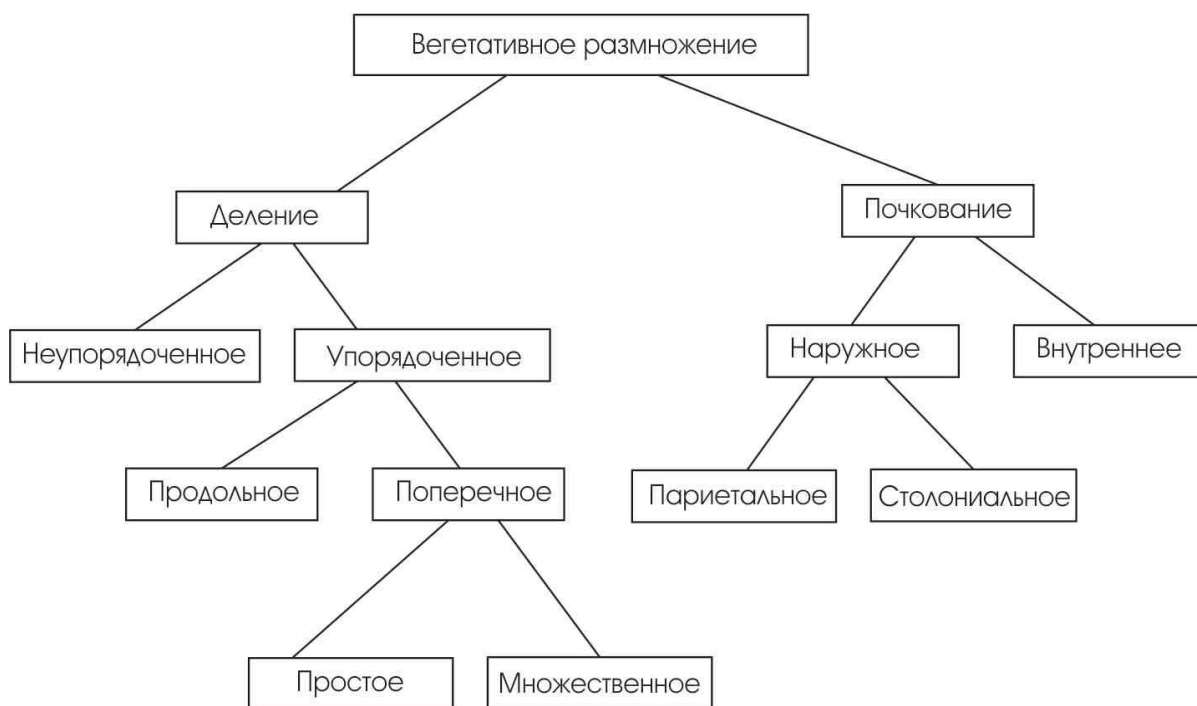 Вегетативное размножение
Деление
Почкование
Неупорядоченное
Упорядоченное
Наружное
Внутреннее
Продольное
Поперечное
Париетальное
Столониальное
Простое
Множественное